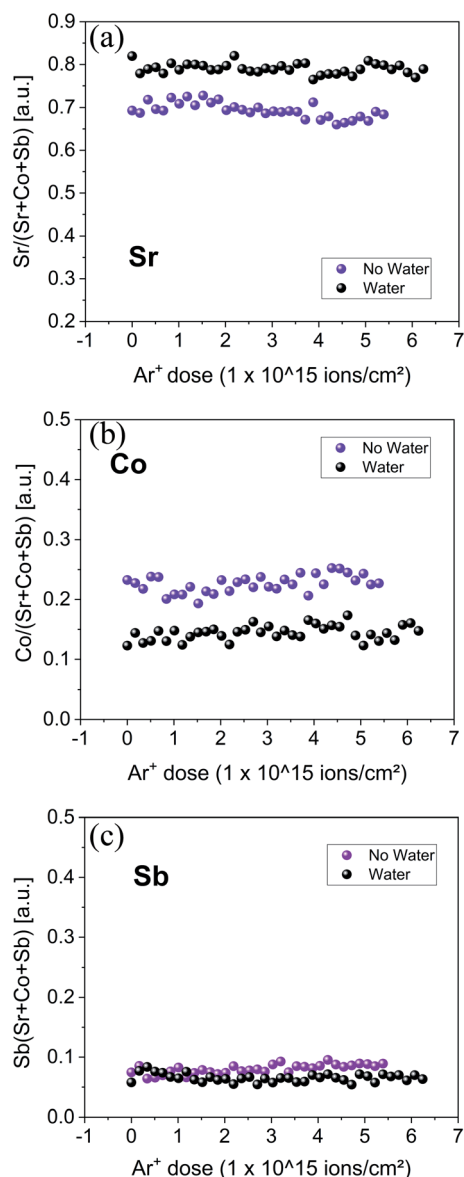 (a)
0.9
0.8
0.7
0.6
0.5
0.4
0.3
0.2
Sr/(Sr+Co+Sb) [a.u.]
Sr
No Water
Water
-1 0 1 2 3 4 5 6 7
Ar⁺ dose (1 x 10^15 ions/cm²)
(b)
Co
0.5
0.4
0.3
0.2
0.1
0.0
Co/(Sr+Co+Sb) [a.u.]
No Water
Water
-1 0 1 2 3 4 5 6 7
Ar⁺ dose (1 x 10^15 ions/cm²)
(c)
Sb
0.5
0.4
0.3
0.2
0.1
0.0
Sb(Sr+Co+Sb) [a.u.]
No Water
Water
-1 0 1 2 3 4 5 6 7
Ar⁺ dose (1 x 10^15 ions/cm²)